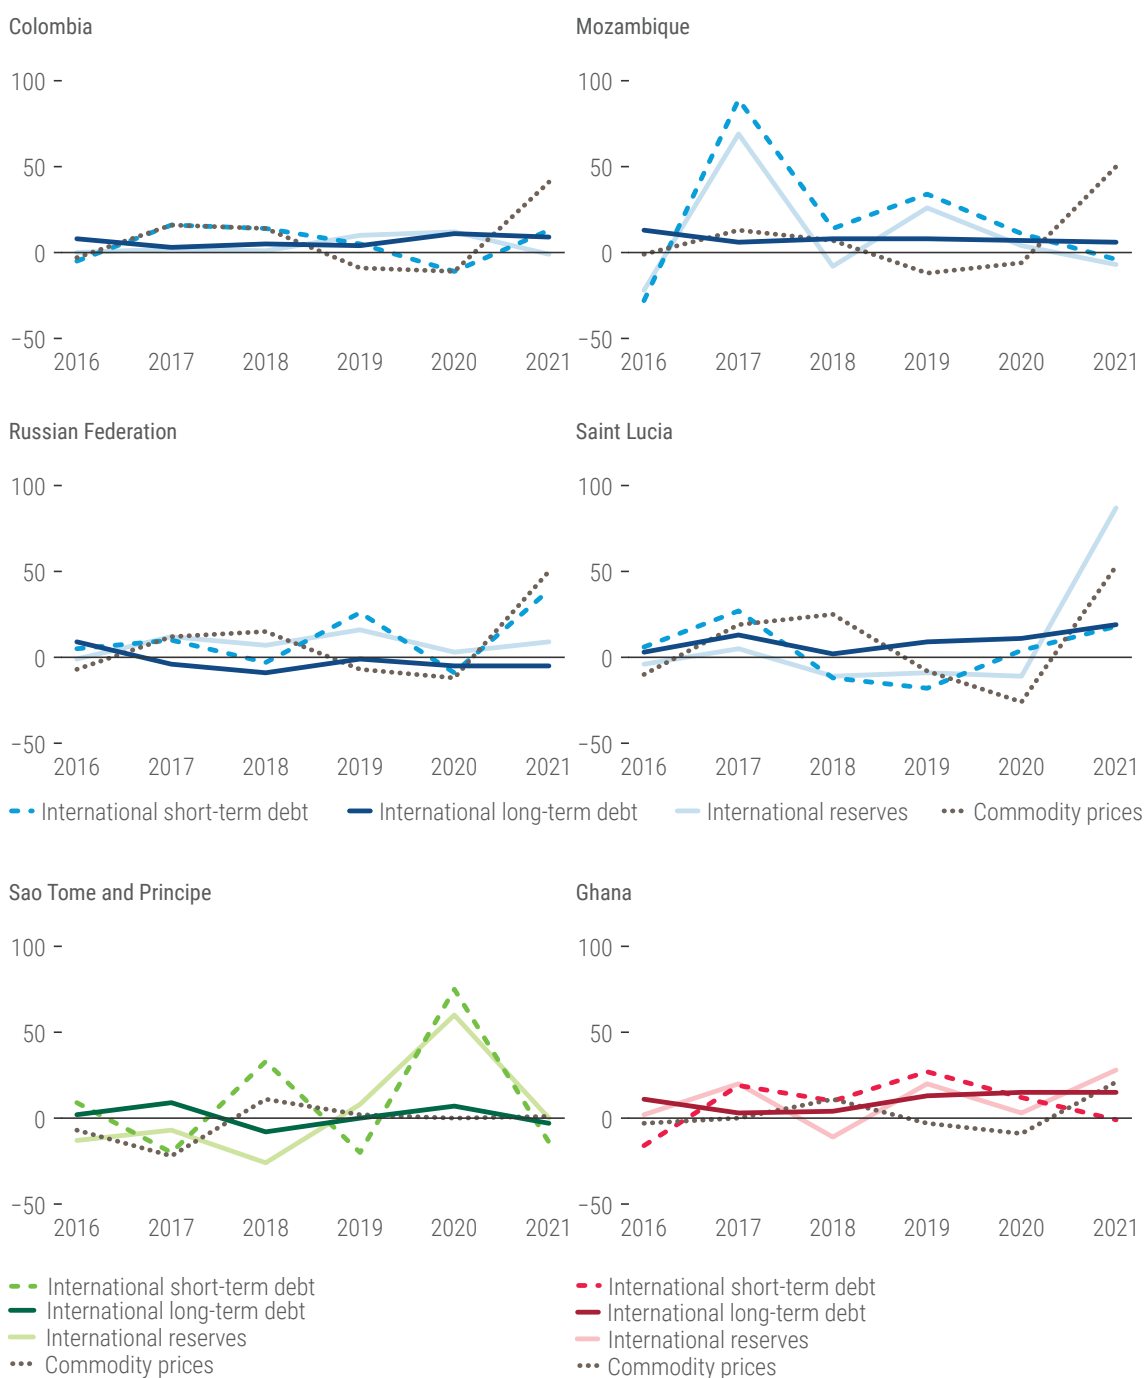 Colombia
Mozambique
100
50
0
−50
2016 2017 2018 2019 2020 2021
100
50
0
−50
2016 2017 2018 2019 2020 2021
Russian Federation
Saint Lucia
100
50
0
−50
2016 2017 2018 2019 2020 2021
100
50
0
−50
2016 2017 2018 2019 2020 2021
International short-term debt International long-term debt International reserves Commodity prices
Sao Tome and Principe
Ghana
100
50
0
−50
2016 2017 2018 2019 2020 2021
100
50
0
−50
2016 2017 2018 2019 2020 2021
International short-term debt
International long-term debt
International reserves
Commodity prices
International short-term debt
International long-term debt
International reserves
Commodity prices